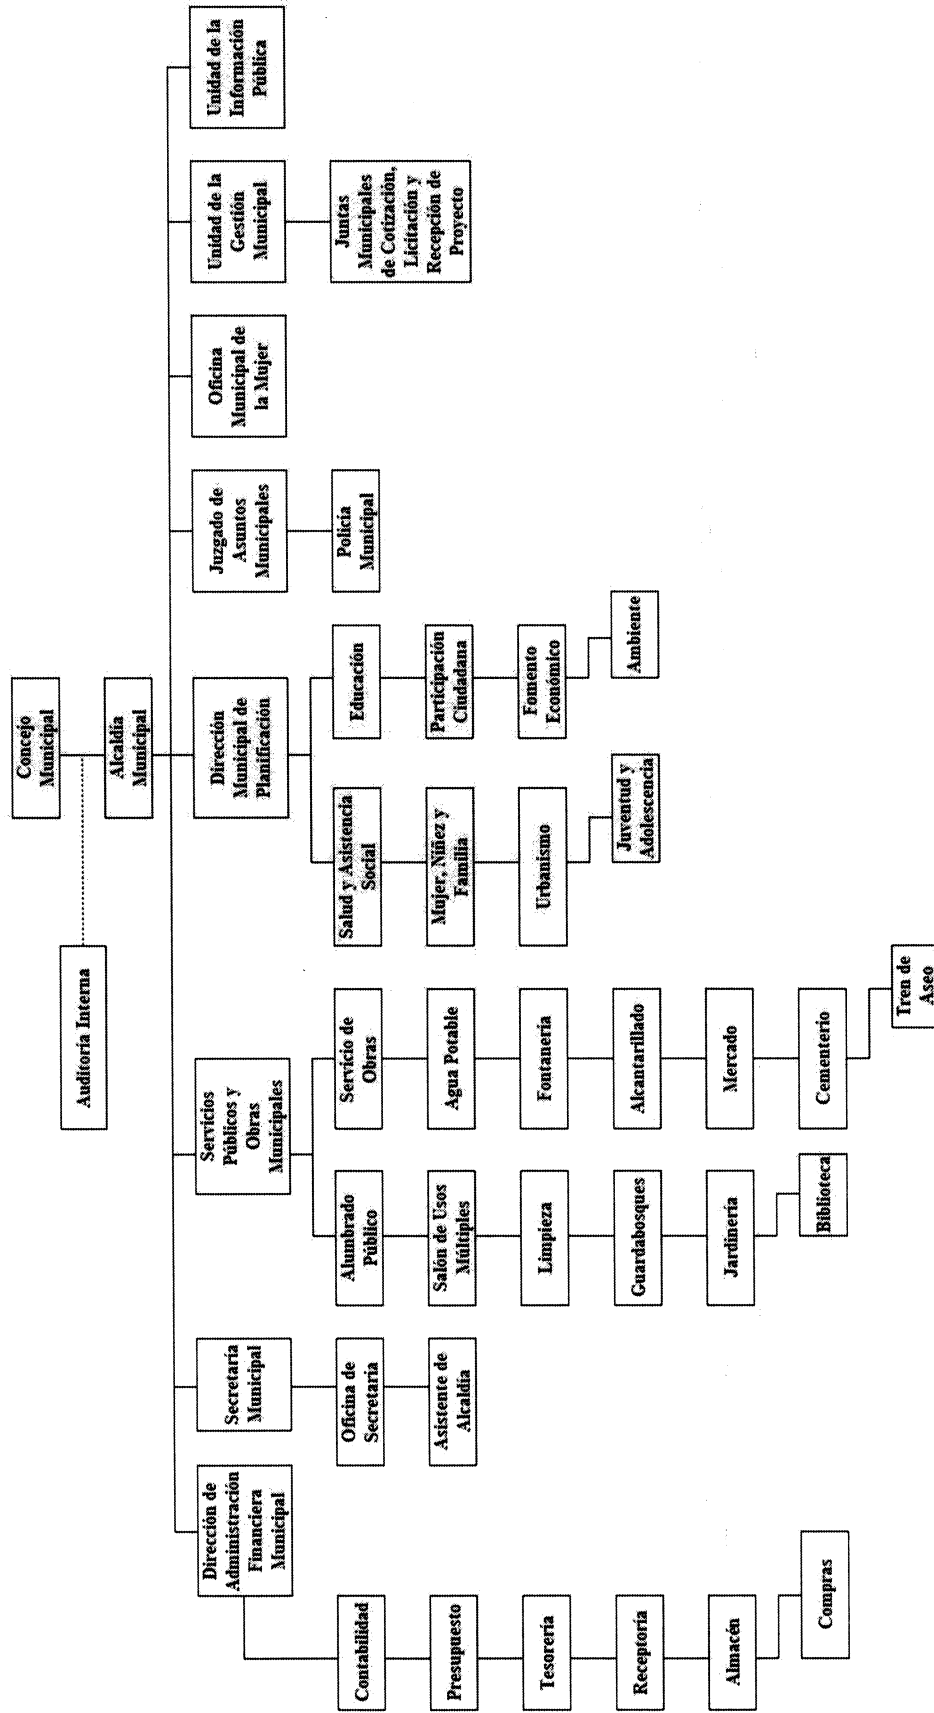 Concejo
Municipal
Auditoría Interna
Alcaldía
Municipal
Dirección de
Administración
Financiera
Municipal
Secretaría
Municipal
Servicios
Públicos y
Obras
Municipales
Dirección
Municipal de
Planificación
Juzgado de
Asuntos
Municipales
Oficina
Municipal de
la Mujer
Unidad de la
Gestión
Municipal
Unidad de la
Información
Pública
Contabilidad
Presupuesto
Tesorería
Receptoría
Almacén
Compras
Oficina de
Secretaría
Asistente de
Alcaldía
Alumbrado
Público
Salón de Usos
Múltiples
Limpieza
Guardabosques
Jardinería
Biblioteca
Servicio de
Obras
Agua Potable
Fontanería
Alcantarillado
Mercado
Cementerio
Tren de
Aseo
Salud y Asistencia
Social
Mujer, Niñez y
Familia
Urbanismo
Juventud y
Adolescencia
Educación
Participación
Ciudadana
Fomento
Económico
Ambiente
Policía
Municipal
Juntas
Municipales
de Cotización,
Licitación y
Recepción de
Proyecto